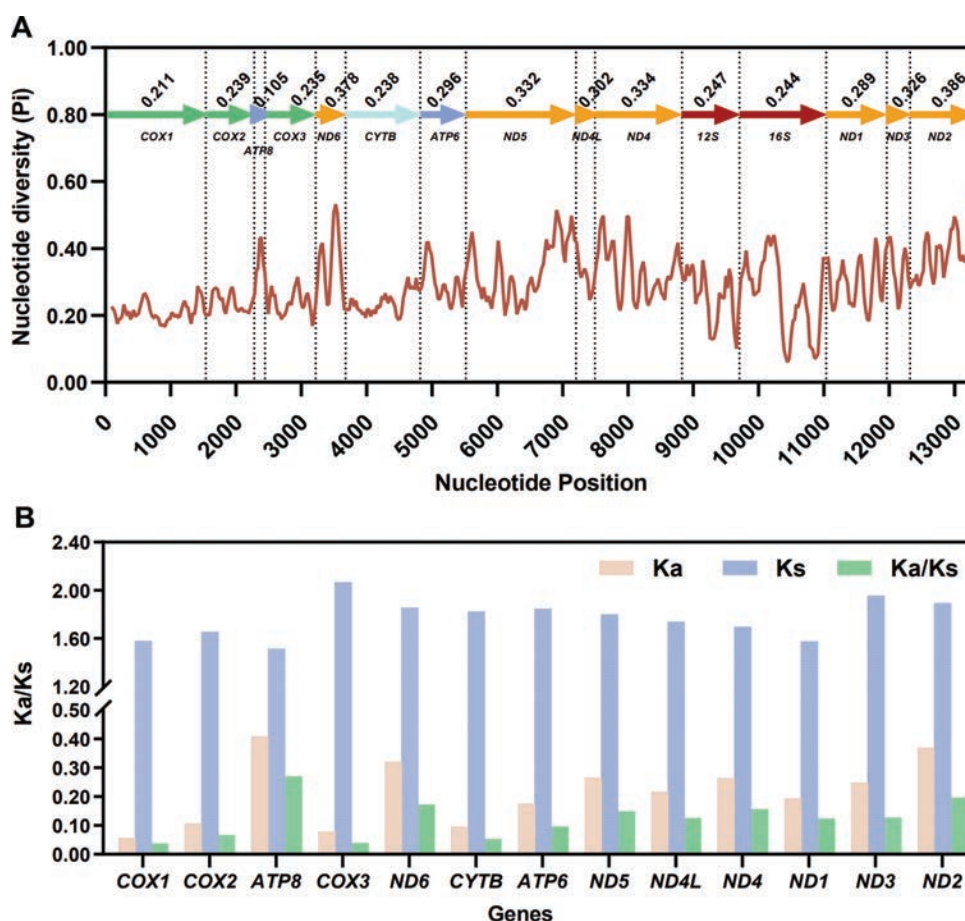 A
1.00
0.80
0.60
0.40
0.20
0.00
Nucleotide diversity (Pi)
0.211
0.239
0.105
0.235
0.378
0.238
0.296
0.332
0.302
0.334
0.247
0.244
0.289
0.326
0.386
COX1
COX2
ATP8
COX3
ND6
CYTB
ATP6
ND5
ND4L
ND4
12S
16S
ND1
ND3
ND2
0
1000
2000
3000
4000
5000
6000
7000
8000
9000
10000
11000
12000
13000
Nucleotide Position
B
2.40
2.00
1.60
1.20
0.50
0.40
0.30
0.20
0.10
0.00
Ka/Ks
Ka
Ks
Ka/Ks
COX1
COX2
ATP8
COX3
ND6
CYTB
ATP6
ND5
ND4L
ND4
ND1
ND3
ND2
Genes